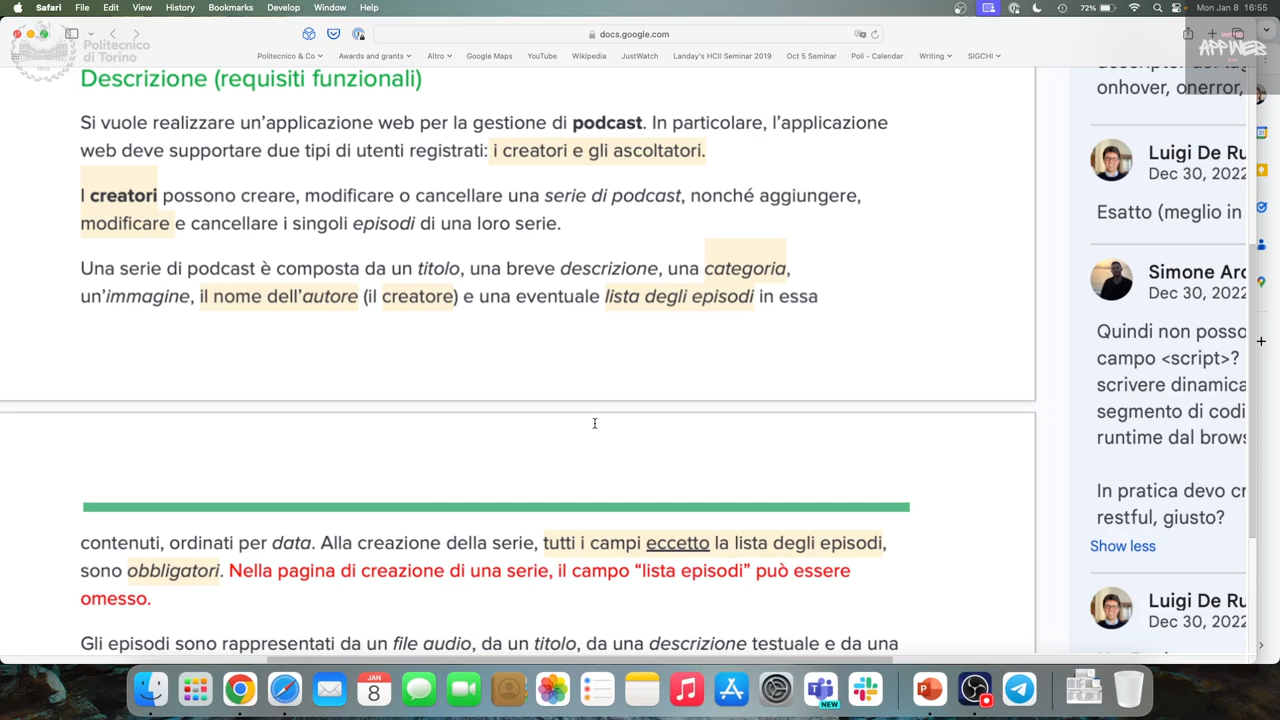 Safari File Edit View History Bookmarks Develop Window Help 72% Mon Jan 8 16:55
docs.google.com
Politecnico di Torino
INTRO APP WEB
Politecnico & Co Awards and grants Altro Google Maps YouTube Wikipedia JustWatch Landay's HCII Seminar 2019 Oct 5 Seminar Poli - Calendar Writing SIGCHI
Descrizione (requisiti funzionali)
Si vuole realizzare un'applicazione web per la gestione di podcast. In particolare, l'applicazione
web deve supportare due tipi di utenti registrati: i creatori e gli ascoltatori.
I creatori possono creare, modificare o cancellare una serie di podcast, nonché aggiungere,
modificare e cancellare i singoli episodi di una loro serie.
Una serie di podcast è composta da un titolo, una breve descrizione, una categoria,
un'immagine, il nome dell'autore (il creatore) e una eventuale lista degli episodi in essa
contenuti, ordinati per data. Alla creazione della serie, tutti i campi eccetto la lista degli episodi,
sono obbligatori. Nella pagina di creazione di una serie, il campo "lista episodi" può essere
omesso.
Gli episodi sono rappresentati da un file audio, da un titolo, da una descrizione testuale e da una
onhover, onerror,
Luigi De Ru
Dec 30, 2022
Esatto (meglio in
Simone Arc
Dec 30, 2022
Quindi non posso
campo <script>?
scrivere dinamica
segmento di codi
runtime dal brows
In pratica devo cr
restful, giusto?
Show less
Luigi De Ru
Dec 30, 2022
JAN
8
NEW